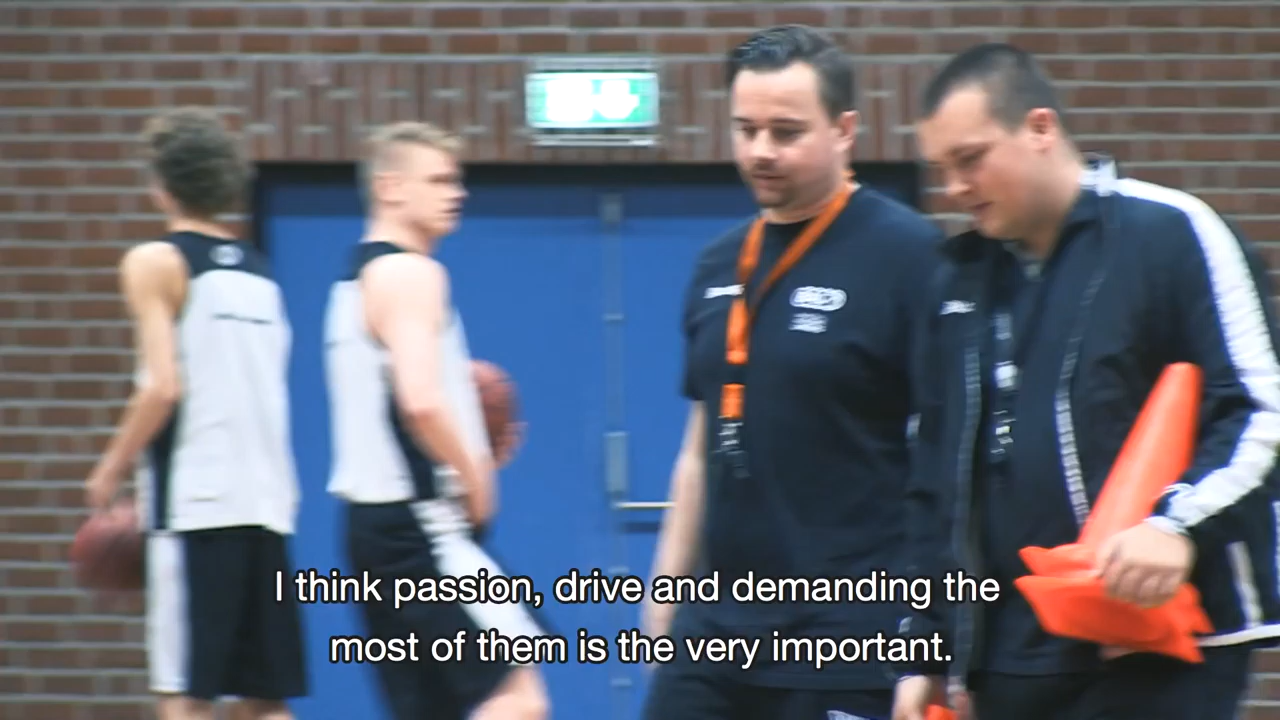 I think passion, drive and demanding the
most of them is the very important.